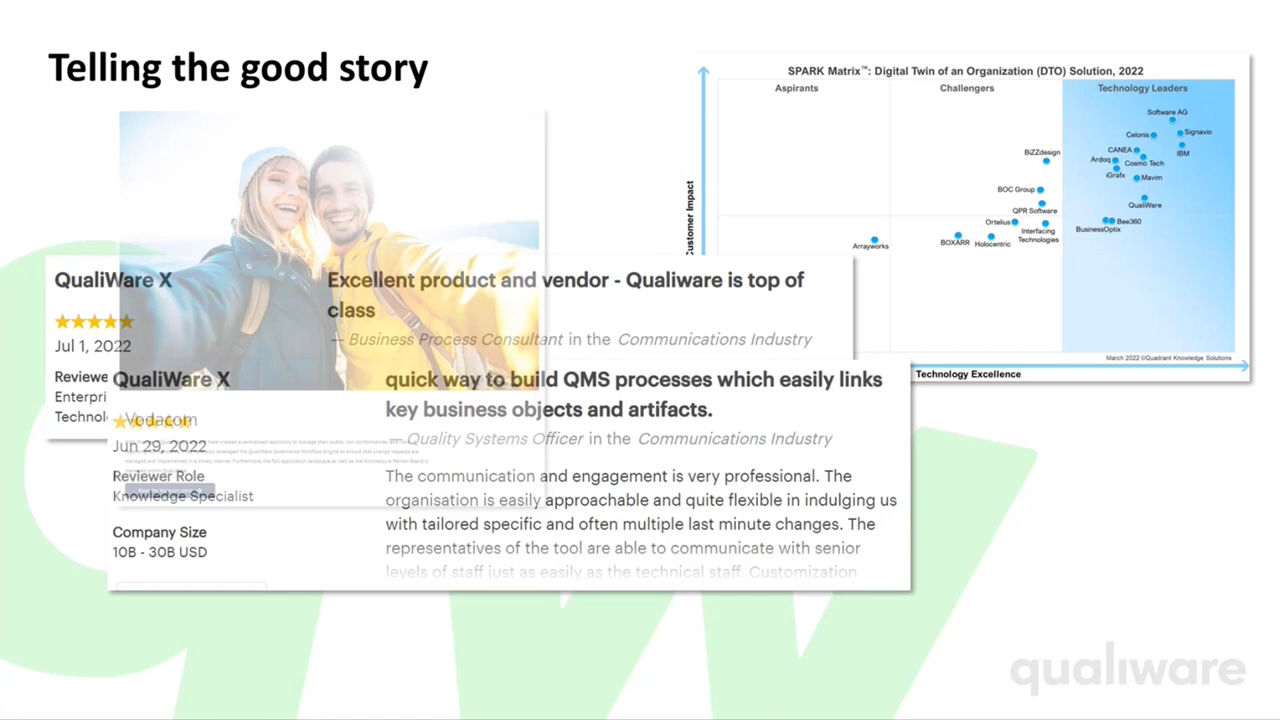 Telling the good story
SPARK Matrix™: Digital Twin of an Organization (DTO) Solution, 2022
Aspirants
Challengers
Technology Leaders
Software AG
Celonis
Signavio
CANEA
IBM
Ardoq
Cosmo Tech
iGrafx
Mavim
BiZZdesign
BOC Group
QPR Software
QualiWare
Ortelius
Bee360
BusinessOptix
Interfacing
Technologies
Arrayworks
BOXARR
Holocentric
Customer Impact
March 2022 ©Quadrant Knowledge Solutions
Technology Excellence
QualiWare X
Jul 1, 2022
Reviewe
Enterpri
Technol
Excellent product and vendor - Qualiware is top of
class
— Business Process Consultant in the Communications Industry
QualiWare X
Vodacom
Jun 29, 2022
Reviewer Role
Knowledge Specialist
Company Size
10B - 30B USD
quick way to build QMS processes which easily links
key business objects and artifacts.
— Quality Systems Officer in the Communications Industry
The communication and engagement is very professional. The
organisation is easily approachable and quite flexible in indulging us
with tailored specific and often multiple last minute changes. The
representatives of the tool are able to communicate with senior
levels of staff just as easily as the technical staff. Customization
qualiware